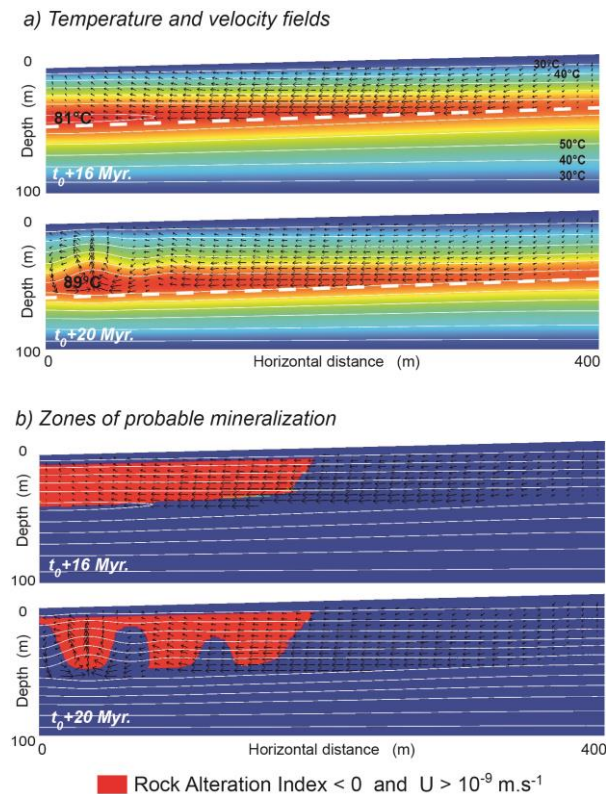 a) Temperature and velocity fields
0
30°C
40°C
Depth (m)
81°C
50°C
40°C
t₀+16 Myr.
30°C
100
0
Depth (m)
89°C
t₀+20 Myr.
100
0 Horizontal distance (m) 400
b) Zones of probable mineralization
0
Depth (m)
t₀+16 Myr.
100
0
Depth (m)
t₀+20 Myr.
100
0 Horizontal distance (m) 400
Rock Alteration Index < 0 and U > 10⁻⁹ m.s⁻¹